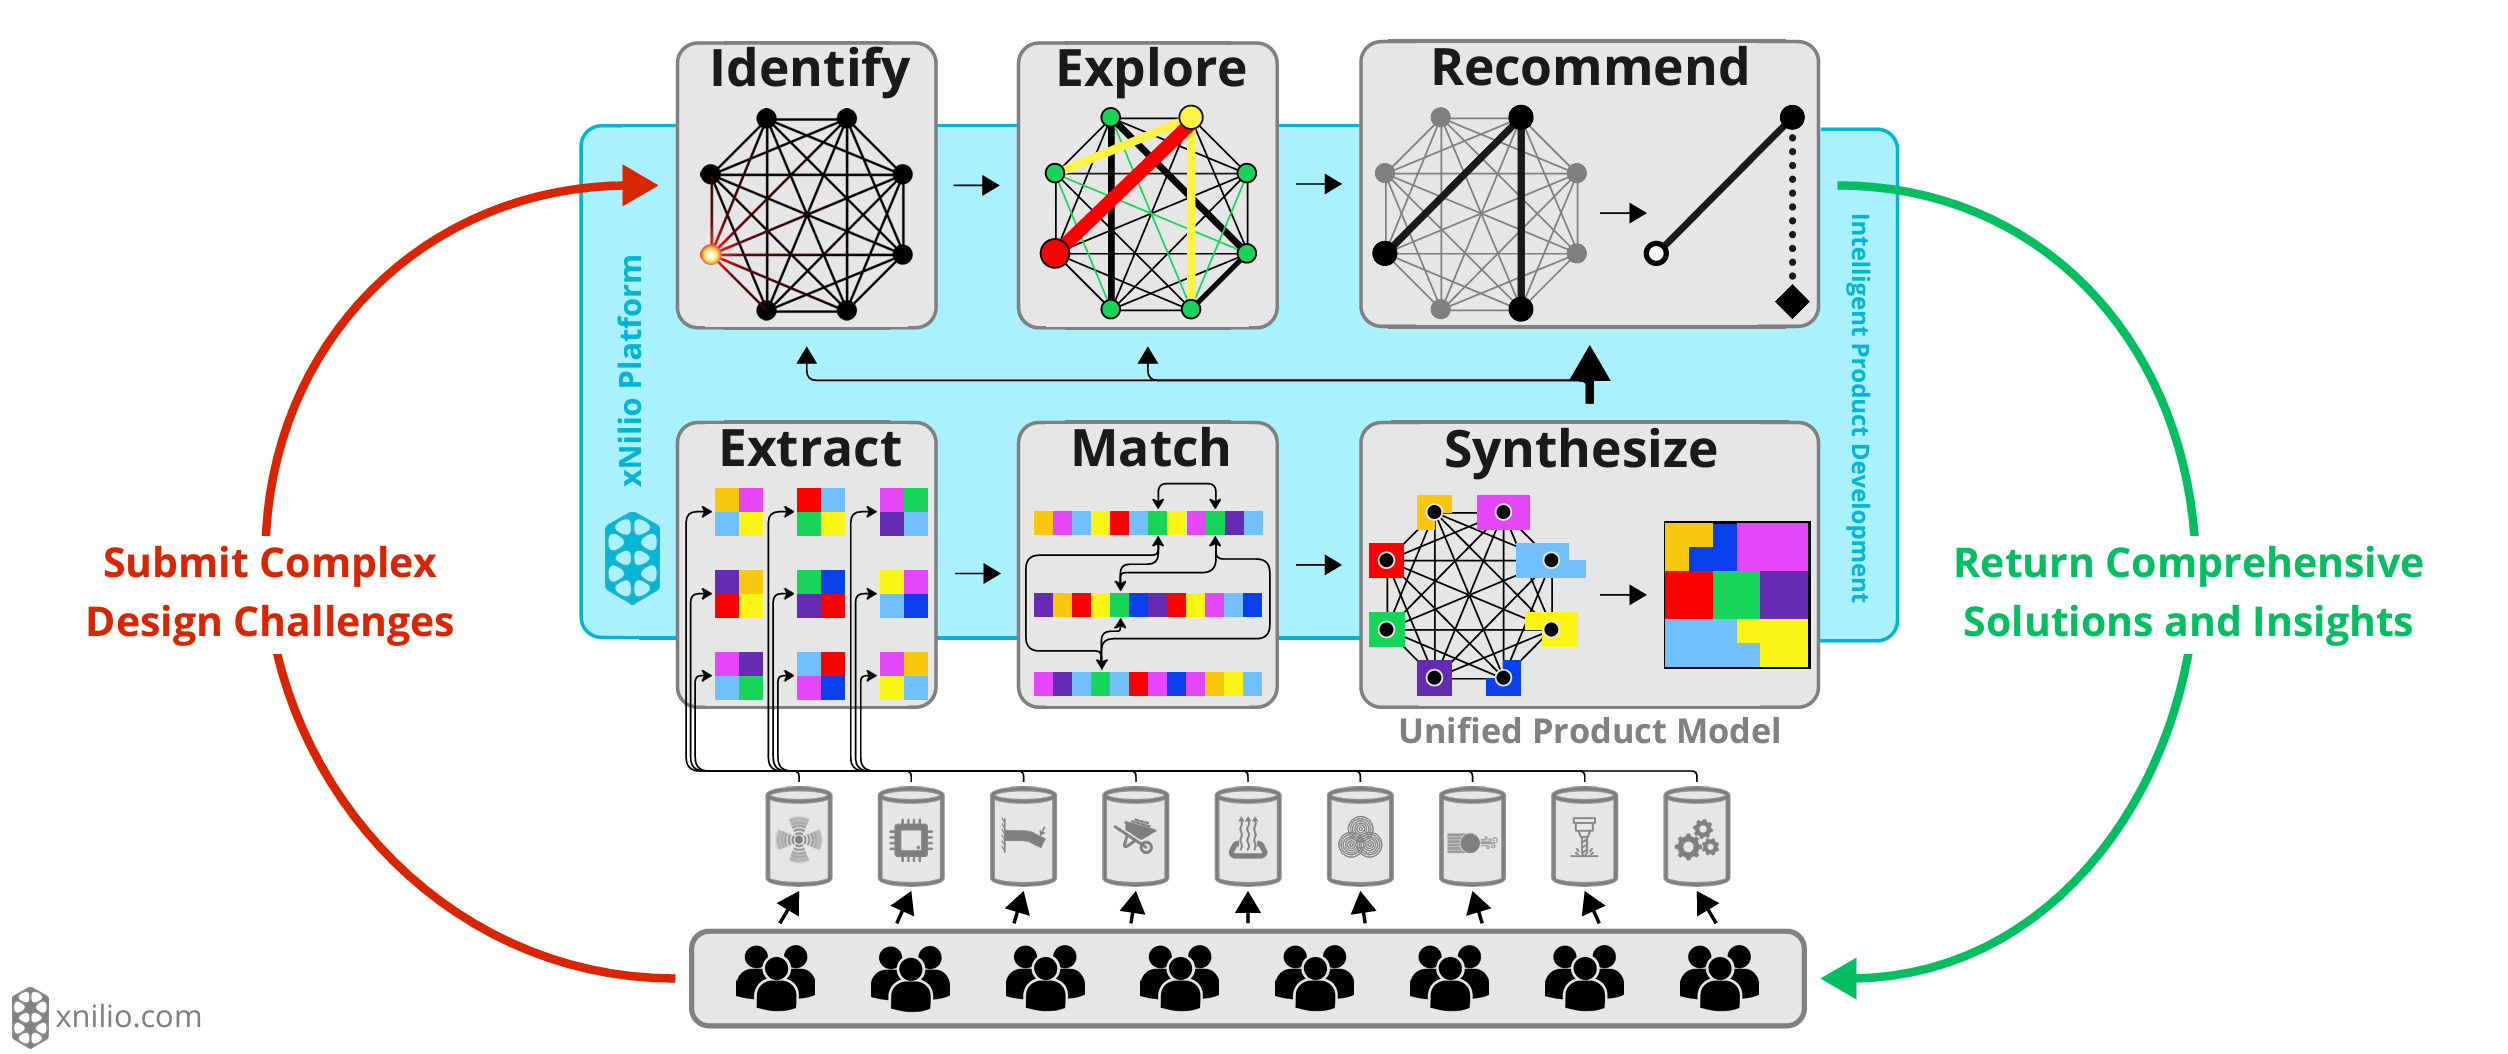 Identify
Explore
Recommend
xNilio Platform
Intelligent Product Development
Extract
Match
Synthesize
Submit Complex
Design Challenges
Return Comprehensive
Solutions and Insights
Unified Product Model
xnilio.com